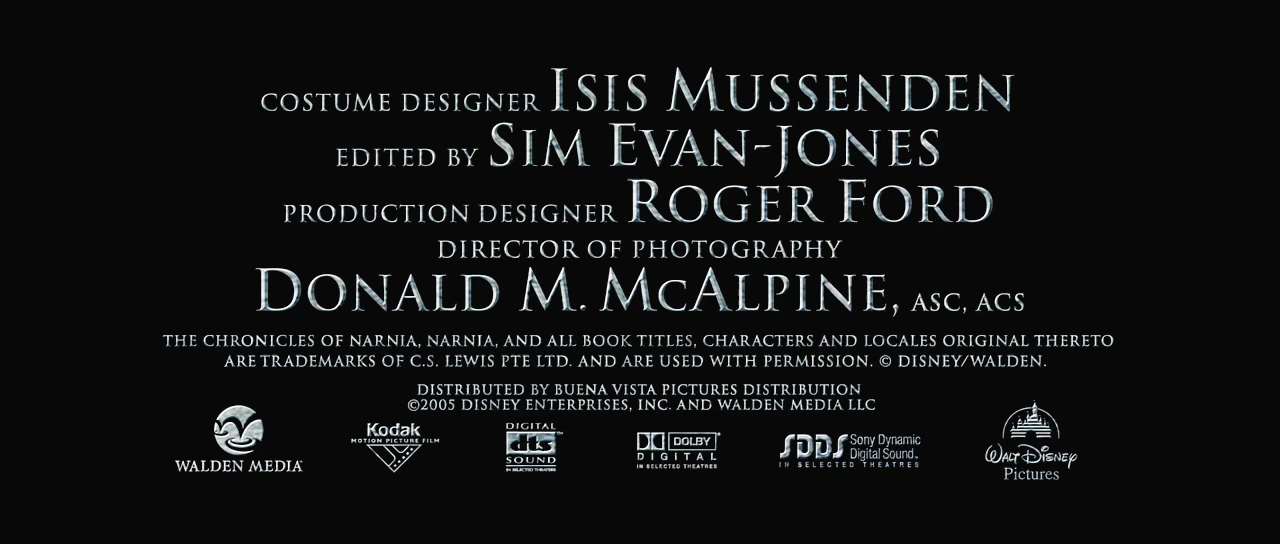 COSTUME DESIGNER ISIS MUSSENDEN
EDITED BY SIM EVAN-JONES
PRODUCTION DESIGNER ROGER FORD
DIRECTOR OF PHOTOGRAPHY
DONALD M. MCALPINE, ASC, ACS
THE CHRONICLES OF NARNIA, NARNIA, AND ALL BOOK TITLES, CHARACTERS AND LOCALES ORIGINAL THERETO
ARE TRADEMARKS OF C.S. LEWIS PTE LTD. AND ARE USED WITH PERMISSION. © DISNEY/WALDEN.
DISTRIBUTED BY BUENA VISTA PICTURES DISTRIBUTION
©2005 DISNEY ENTERPRISES, INC. AND WALDEN MEDIA LLC
WALDEN MEDIA
Kodak
MOTION PICTURE FILM
DIGITAL
dts
SOUND
IN SELECTED THEATRES
DOLBY
DIGITAL
IN SELECTED THEATRES
SDDS Sony Dynamic
Digital Sound™
IN SELECTED THEATRES
WALT DISNEY
Pictures